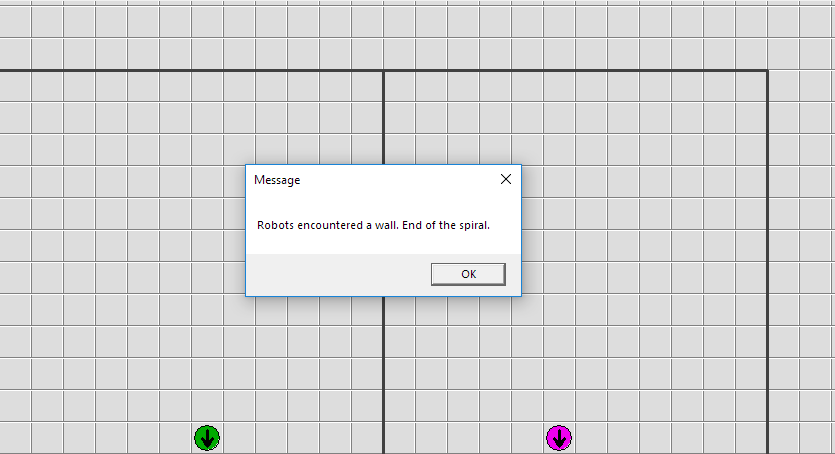 Message
Robots encountered a wall. End of the spiral.
OK